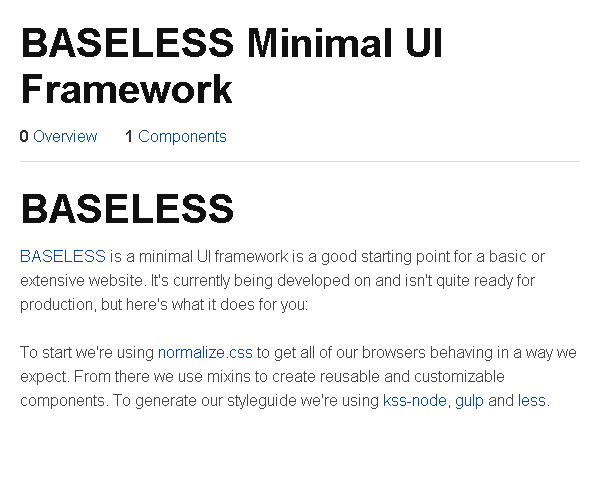 BASELESS Minimal UI
Framework
0 Overview 1 Components
BASELESS
BASELESS is a minimal UI framework is a good starting point for a basic or
extensive website. It's currently being developed on and isn't quite ready for
production, but here's what it does for you:
To start we're using normalize.css to get all of our browsers behaving in a way we
expect. From there we use mixins to create reusable and customizable
components. To generate our styleguide we're using kss-node, gulp and less.